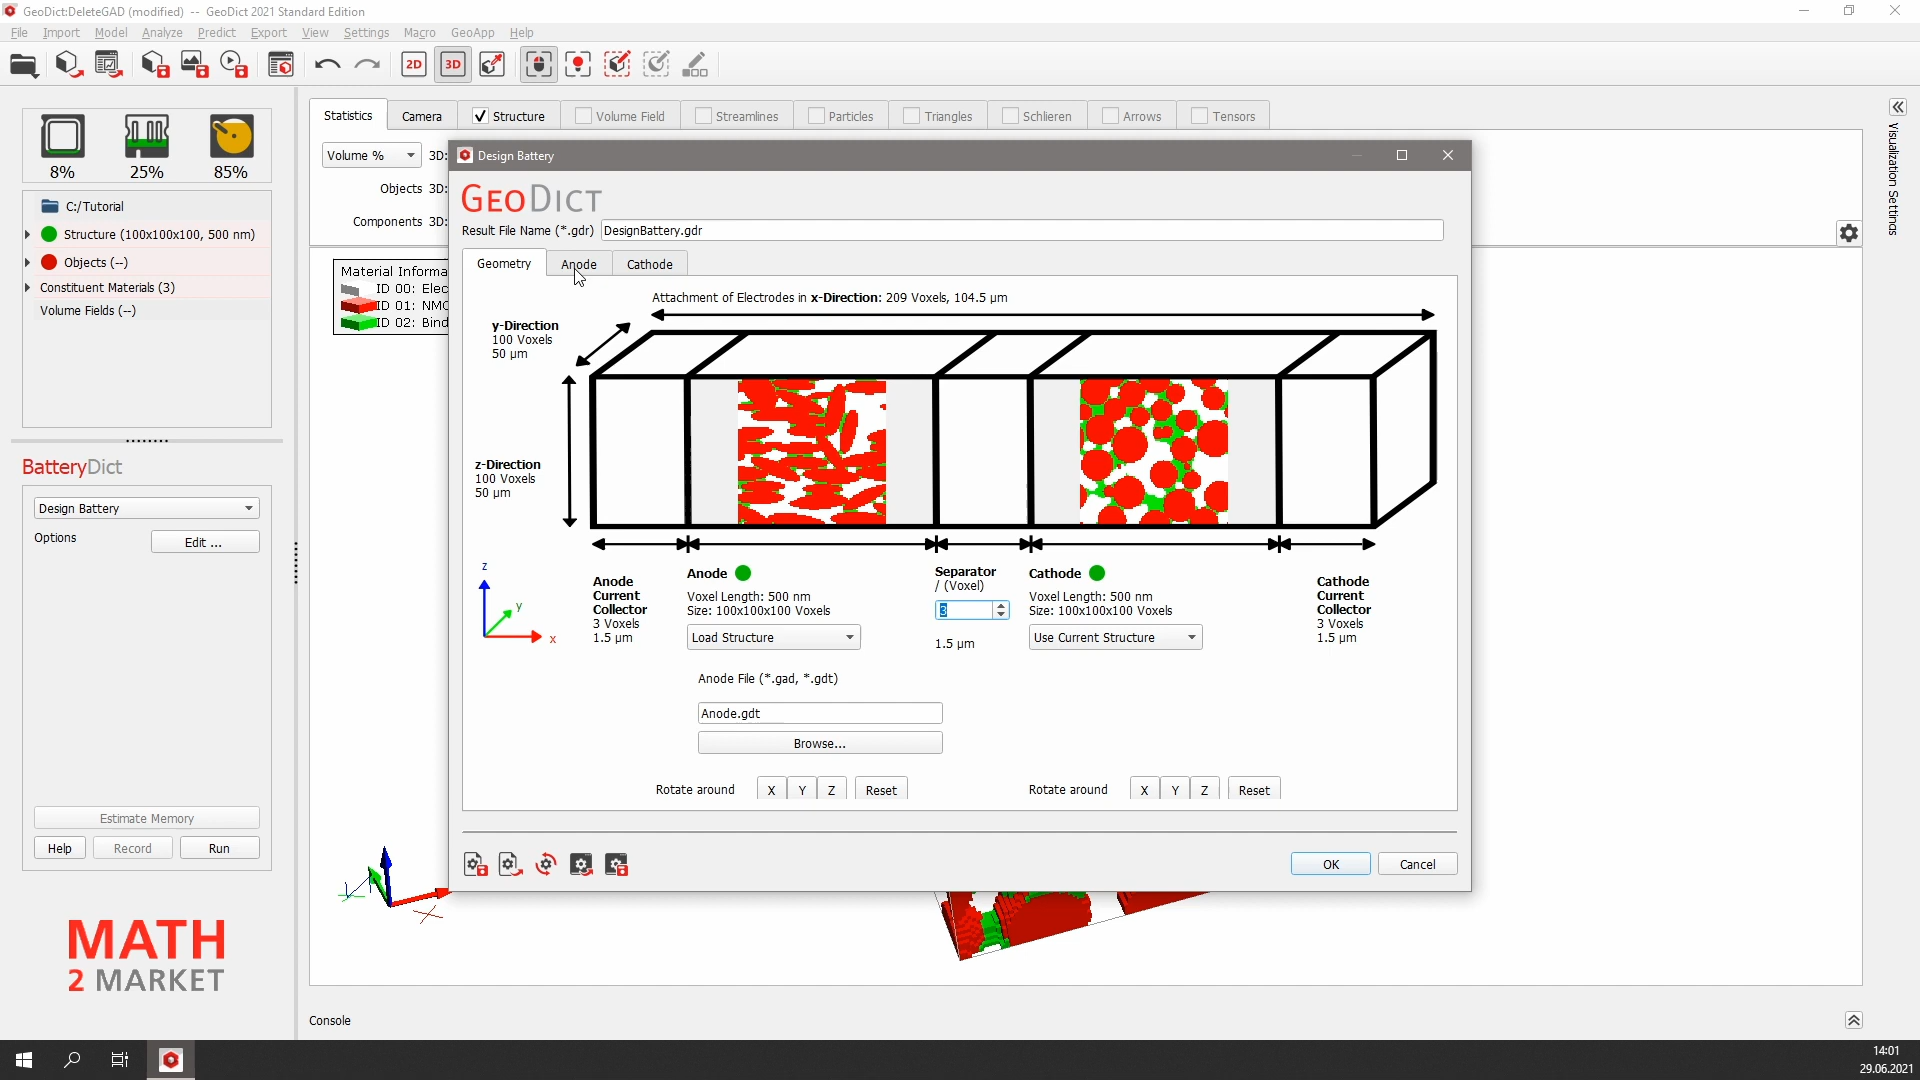 GeoDict:DeleteGAD (modified) -- GeoDict 2021 Standard Edition
File Import Model Analyze Predict Export View Settings Macro GeoApp Help
2D 3D
8% 25% 85%
C:/Tutorial
Structure (100x100x100, 500 nm)
Objects (--)
Constituent Materials (3)
Volume Fields (--)
BatteryDict
Design Battery
Options
Edit ...
Estimate Memory
Help Record Run
MATH
2 MARKET
Statistics Camera Structure Volume Field Streamlines Particles Triangles Schlieren Arrows Tensors
Volume % 3D:
Objects 3D:
Components 3D:
Material Informa
ID 00: Elec
ID 01: NMC
ID 02: Bind
Visualization Settings
Design Battery
GEODICT
Result File Name (*.gdr) DesignBattery.gdr
Geometry Anode Cathode
Attachment of Electrodes in x-Direction: 209 Voxels, 104.5 µm
y-Direction
100 Voxels
50 µm
z-Direction
100 Voxels
50 µm
z
y
x
Anode
Current
Collector
3 Voxels
1.5 µm
Anode
Voxel Length: 500 nm
Size: 100x100x100 Voxels
Load Structure
Separator
/ (Voxel)
3
1.5 µm
Cathode
Voxel Length: 500 nm
Size: 100x100x100 Voxels
Use Current Structure
Cathode
Current
Collector
3 Voxels
1.5 µm
Anode File (*.gad, *.gdt)
Anode.gdt
Browse...
Rotate around X Y Z Reset
Rotate around X Y Z Reset
OK Cancel
Console
14:01
29.06.2021